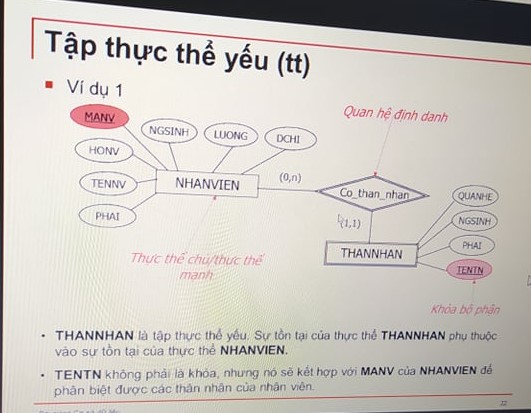 Tập thực thể yếu (tt)
Ví dụ 1
Quan hệ định danh
MANV
NGSINH
LUONG
DCHI
HONV
TENNV
NHANVIEN
(0,n)
Co_than_nhan
QUANHE
PHAI
(1,1)
NGSINH
THANNHAN
PHAI
Thực thể chủ/thực thể
mạnh
TENTN
Khóa bộ phận
• THANNHAN là tập thực thể yếu. Sự tồn tại của thực thể THANNHAN phụ thuộc
vào sự tồn tại của thực thể NHANVIEN.
• TENTN không phải là khóa, nhưng nó sẽ kết hợp với MANV của NHANVIEN để
phân biệt được các thân nhân của nhân viên.